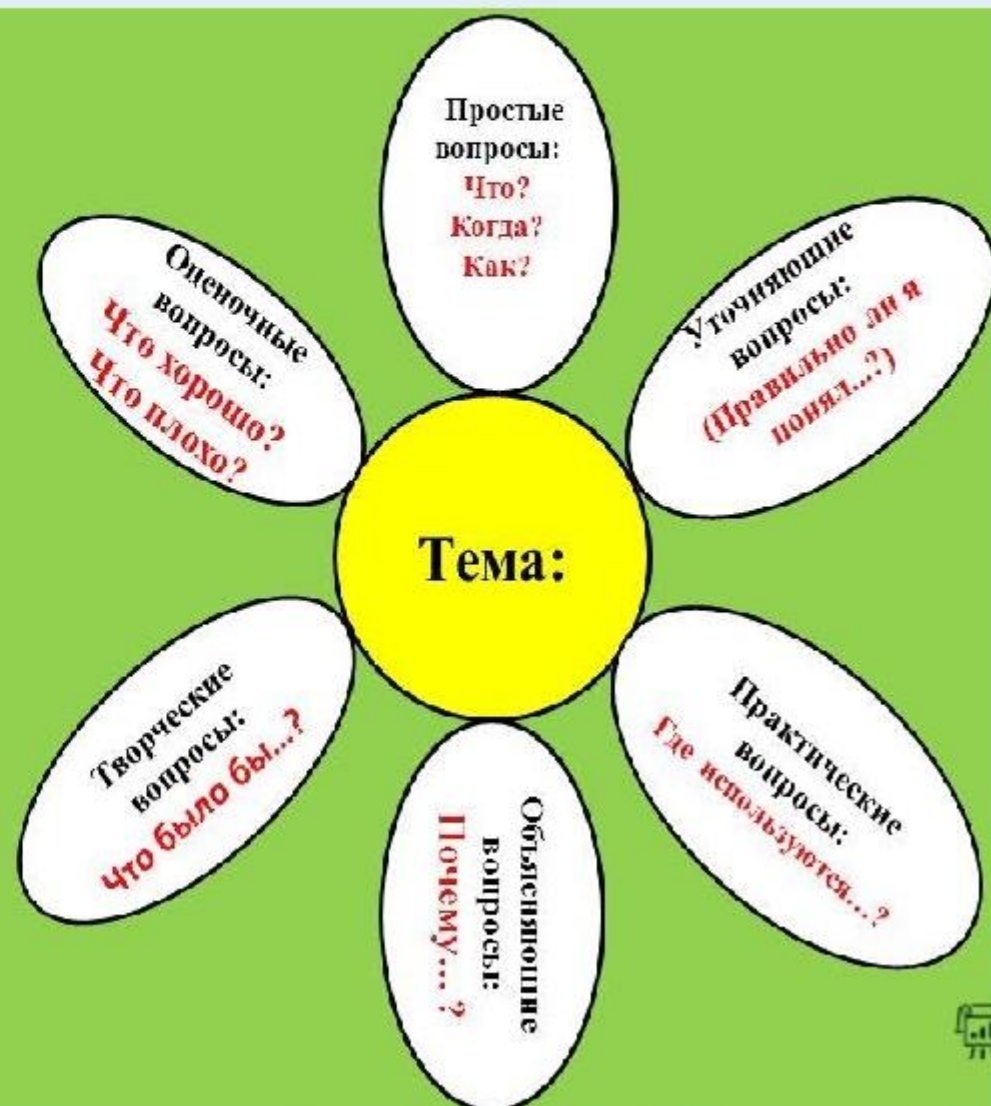 Простые
вопросы:
Что?
Когда?
Как?
Уточняющие
вопросы:
(Правильно ли я
понял...?)
Практические
вопросы:
Где используются...?
Объясняющие
вопросы:
Почему... ?
Творческие
вопросы:
Что было бы...?
Оценочные
вопросы:
Что хорошо?
Что плохо?
Тема: